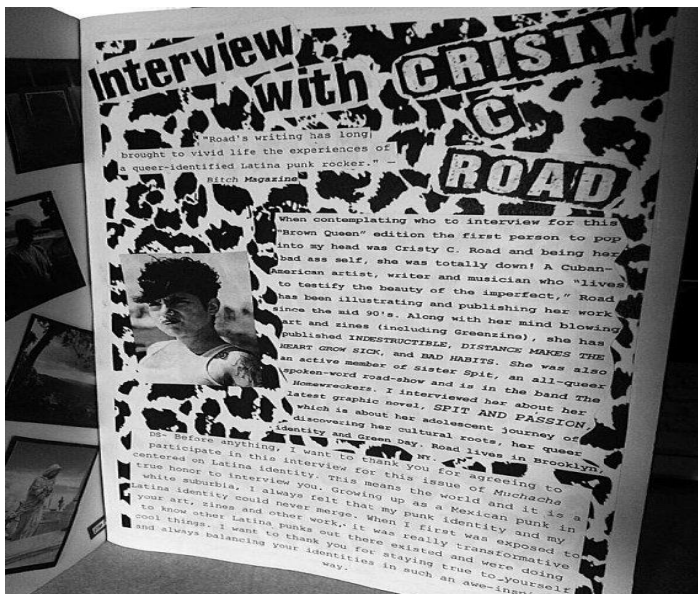 Interview
with CRISTY
C
ROAD
"Road's writing has long
brought to vivid life the experiences of
a queer-identified Latina punk rocker." —
Bitch Magazine
When contemplating who to interview for this
"Brown Queen" edition the first person to pop
into my head was Cristy C. Road and being her
bad ass self, she was totally down! A Cuban-
American artist, writer and musician who "lives
to testify the beauty of the imperfect," Road
has been illustrating and publishing her work
since the mid 90's. Along with her mind blowing
art and zines (including Greenzine), she has
published INDESTRUCTIBLE, DISTANCE MAKES THE
HEART GROW SICK, and BAD HABITS. She was also
an active member of Sister Spit, an all-queer
spoken-word road-show and is in the band The
Homewreckers. I interviewed her about her
latest graphic novel, SPIT AND PASSION,
which is about her adolescent journey of
discovering her cultural roots, her queer
identity and Green Day. Road lives in Brooklyn,
NY.
DS- Before anything, I want to thank you for agreeing to
participate in this interview for this issue of Muchacha
centered on Latina identity. This means the world and it is a
true honor to interview you. Growing up as a Mexican punk in
white suburbia, I always felt that my punk identity and my
Latina identity could never merge. When I first was exposed to
your art, zines and other work, it was really transformative
to know other Latina punks out there existed and were doing
cool things. I want to thank you for staying true to yourself
and always balancing your identities in such an
way.